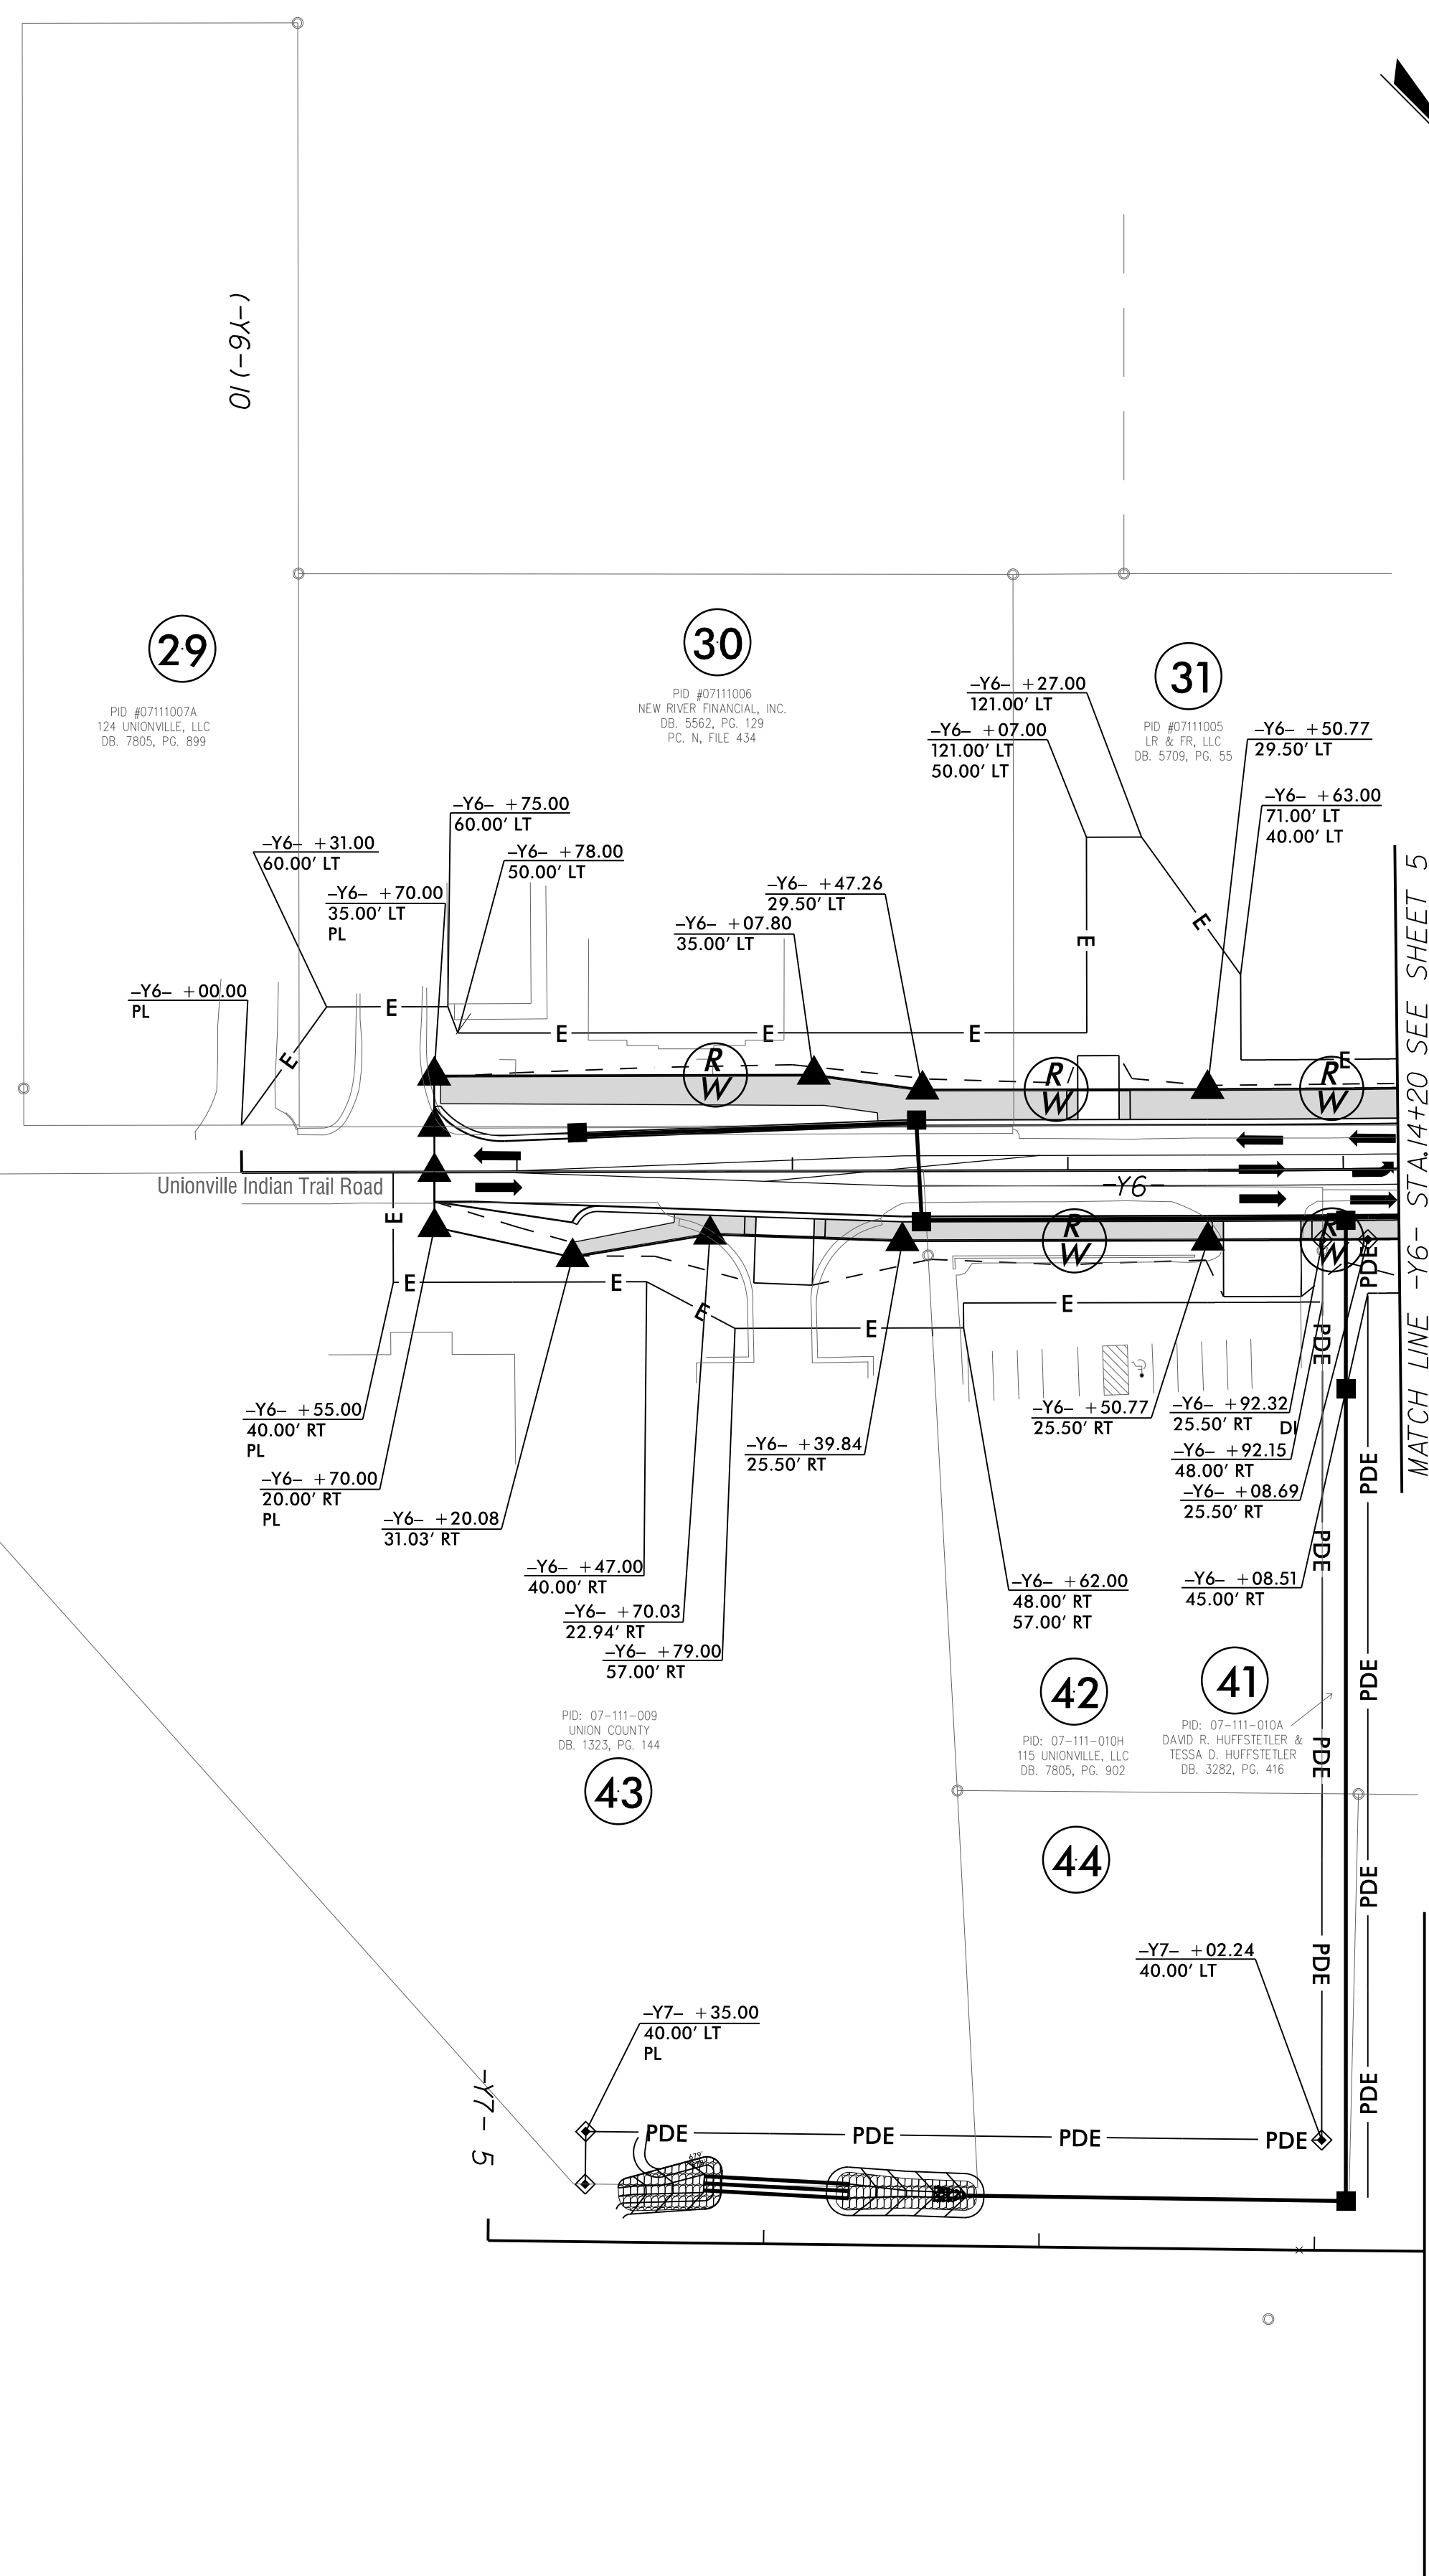 (-Y6-) 10
29
PID #07111007A
124 UNIONVILLE, LLC
DB. 7805, PG. 899
30
PID #07111006
NEW RIVER FINANCIAL, INC.
DB. 5562, PG. 129
PC. N, FILE 434
31
PID #07111005
LR & FR, LLC
DB. 5709, PG. 55
-Y6- +27.00
121.00' LT
-Y6- +07.00
121.00' LT
50.00' LT
-Y6- +50.77
29.50' LT
-Y6- +63.00
71.00' LT
40.00' LT
-Y6- +75.00
60.00' LT
-Y6- +31.00
60.00' LT
-Y6- +78.00
50.00' LT
-Y6- +70.00
35.00' LT
PL
-Y6- +47.26
29.50' LT
-Y6- +07.80
35.00' LT
-Y6- +00.00
PL
E
E
E
E
E
E
E
E
R
W
R
W
R
W
MATCH LINE -Y6- STA.14+20 SEE SHEET 5
Unionville Indian Trail Road
-Y6-
R
W
R
W
E
E
E
E
E
E
PDE
PDE
-Y6- +55.00
40.00' RT
PL
-Y6- +70.00
20.00' RT
PL
-Y6- +20.08
31.03' RT
-Y6- +47.00
40.00' RT
-Y6- +70.03
22.94' RT
-Y6- +79.00
57.00' RT
-Y6- +39.84
25.50' RT
-Y6- +50.77
25.50' RT
-Y6- +92.32
25.50' RT
DI
-Y6- +92.15
48.00' RT
-Y6- +08.69
25.50' RT
-Y6- +62.00
48.00' RT
57.00' RT
-Y6- +08.51
45.00' RT
PDE
PDE
PDE
PDE
PDE
PDE
PDE
PDE
PID: 07-111-009
UNION COUNTY
DB. 1323, PG. 144
43
42
PID: 07-111-010H
115 UNIONVILLE, LLC
DB. 7805, PG. 902
41
PID: 07-111-010A
DAVID R. HUFFSTETLER &
TESSA D. HUFFSTETLER
DB. 3282, PG. 416
44
-Y7- +02.24
40.00' LT
-Y7- +35.00
40.00' LT
PL
-Y7- 5
PDE
PDE
PDE
PDE